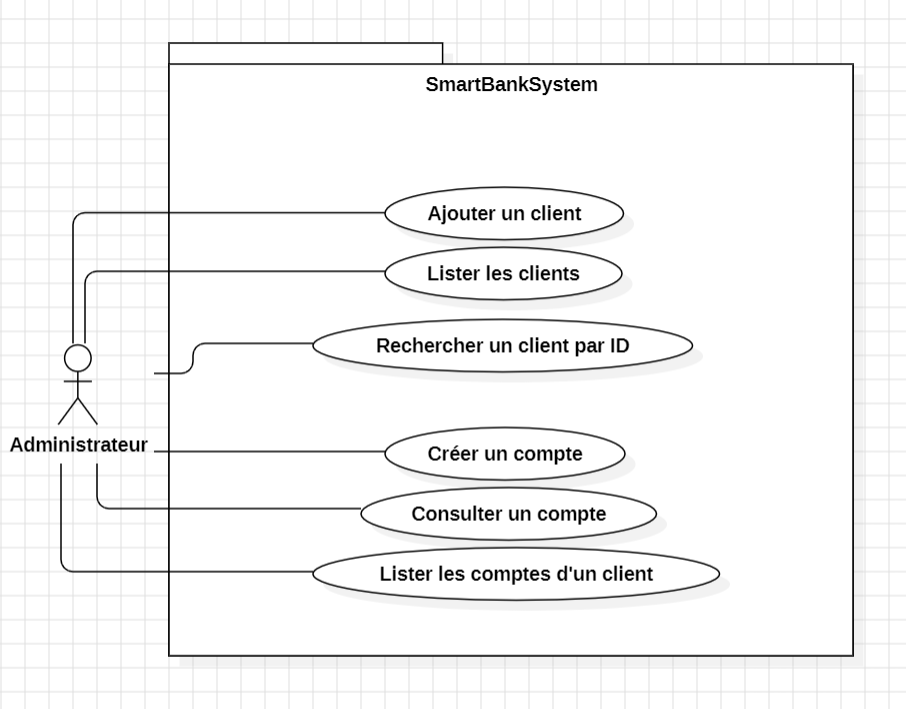 SmartBankSystem
Ajouter un client
Lister les clients
Rechercher un client par ID
Administrateur
Créer un compte
Consulter un compte
Lister les comptes d'un client